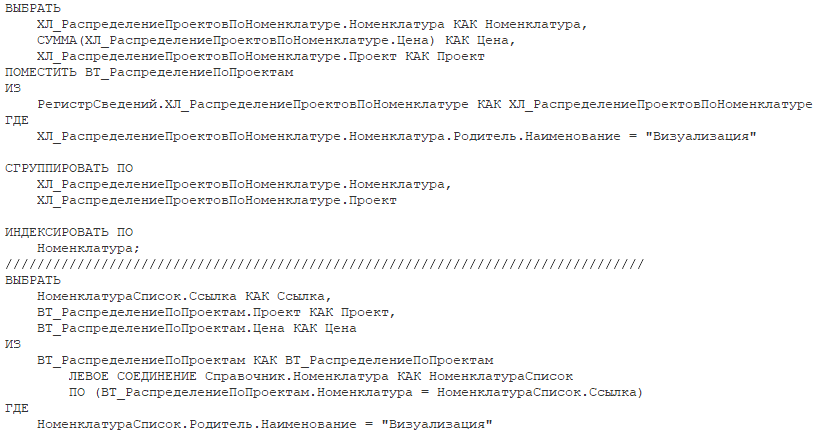 ВЫБРАТЬ
ХЛ_РаспределениеПроектовПоНоменклатуре.Номенклатура КАК Номенклатура,
СУММА(ХЛ_РаспределениеПроектовПоНоменклатуре.Цена) КАК Цена,
ХЛ_РаспределениеПроектовПоНоменклатуре.Проект КАК Проект
ПОМЕСТИТЬ ВТ_РаспределениеПоПроектам
ИЗ
РегистрСведений.ХЛ_РаспределениеПроектовПоНоменклатуре КАК ХЛ_РаспределениеПроектовПоНоменклатуре
ГДЕ
ХЛ_РаспределениеПроектовПоНоменклатуре.Номенклатура.Родитель.Наименование = "Визуализация"
СГРУППИРОВАТЬ ПО
ХЛ_РаспределениеПроектовПоНоменклатуре.Номенклатура,
ХЛ_РаспределениеПроектовПоНоменклатуре.Проект
ИНДЕКСИРОВАТЬ ПО
Номенклатура;
////////////////////////////////////////////////////////////////////////////////
ВЫБРАТЬ
НоменклатураСписок.Ссылка КАК Ссылка,
ВТ_РаспределениеПоПроектам.Проект КАК Проект,
ВТ_РаспределениеПоПроектам.Цена КАК Цена
ИЗ
ВТ_РаспределениеПоПроектам КАК ВТ_РаспределениеПоПроектам
ЛЕВОЕ СОЕДИНЕНИЕ Справочник.Номенклатура КАК НоменклатураСписок
ПО (ВТ_РаспределениеПоПроектам.Номенклатура = НоменклатураСписок.Ссылка)
ГДЕ
НоменклатураСписок.Родитель.Наименование = "Визуализация"